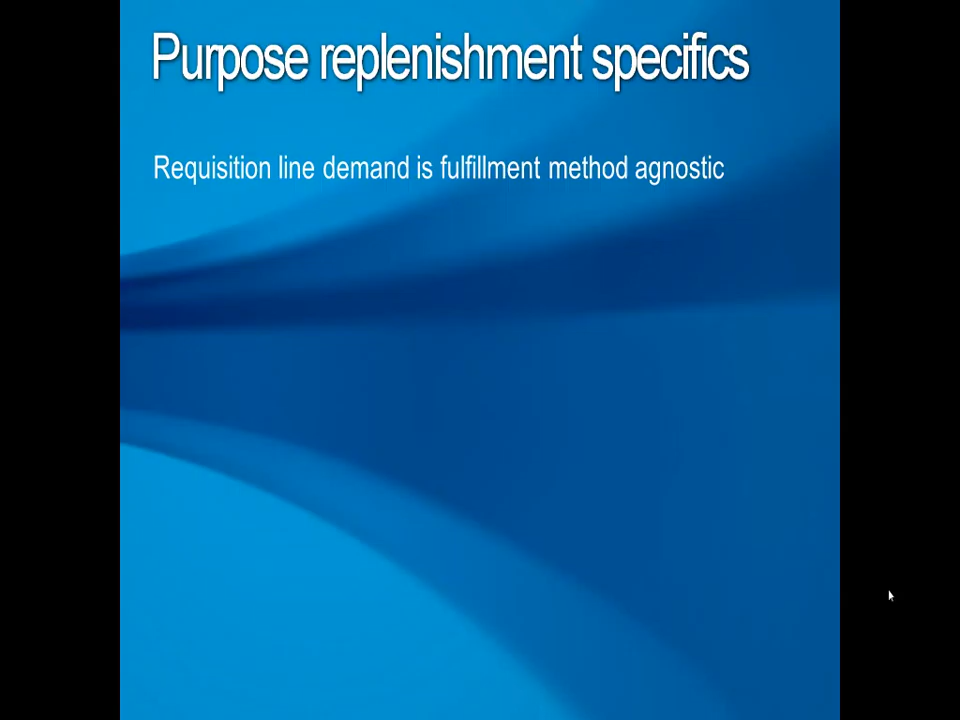 Purpose replenishment specifics
Requisition line demand is fulfillment method agnostic